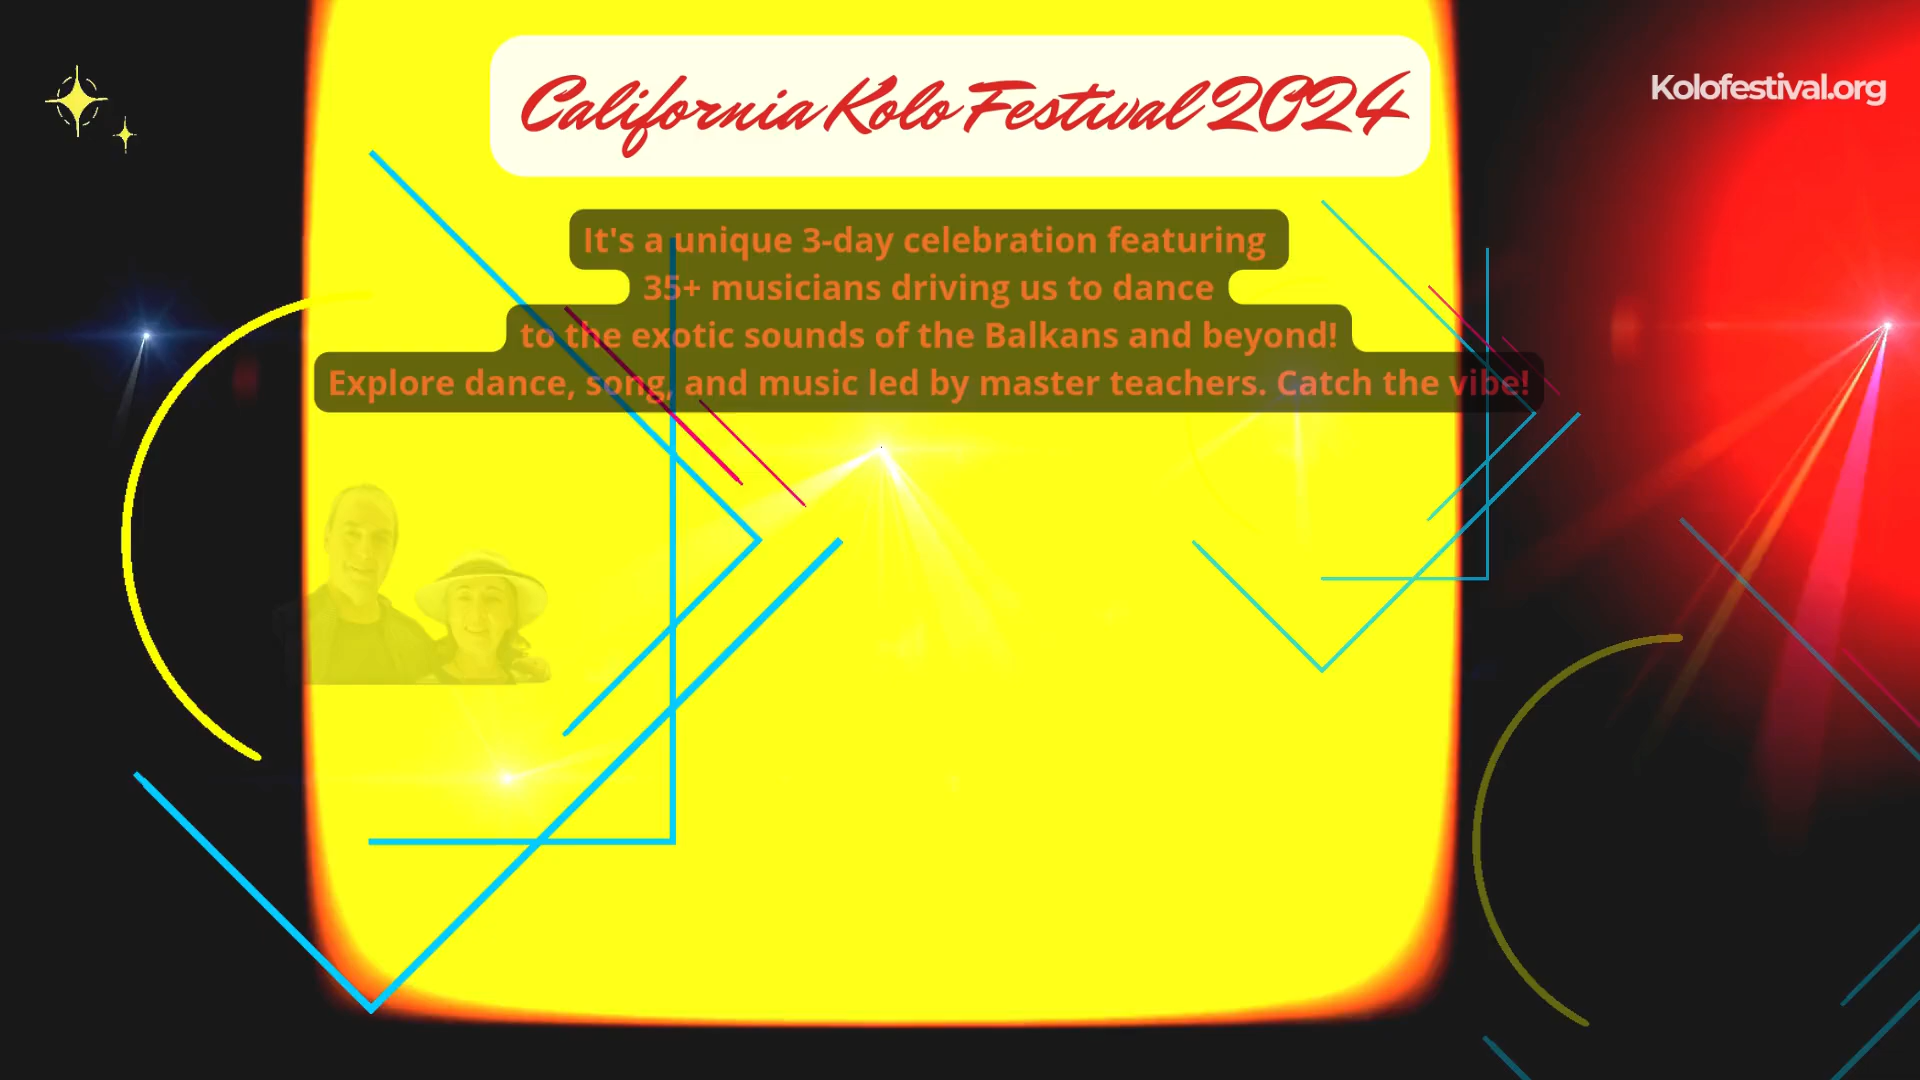 California Kolo Festival 2024
Kolofestival.org
It's a unique 3-day celebration featuring
35+ musicians driving us to dance
to the exotic sounds of the Balkans and beyond!
Explore dance, song, and music led by master teachers. Catch the vibe!